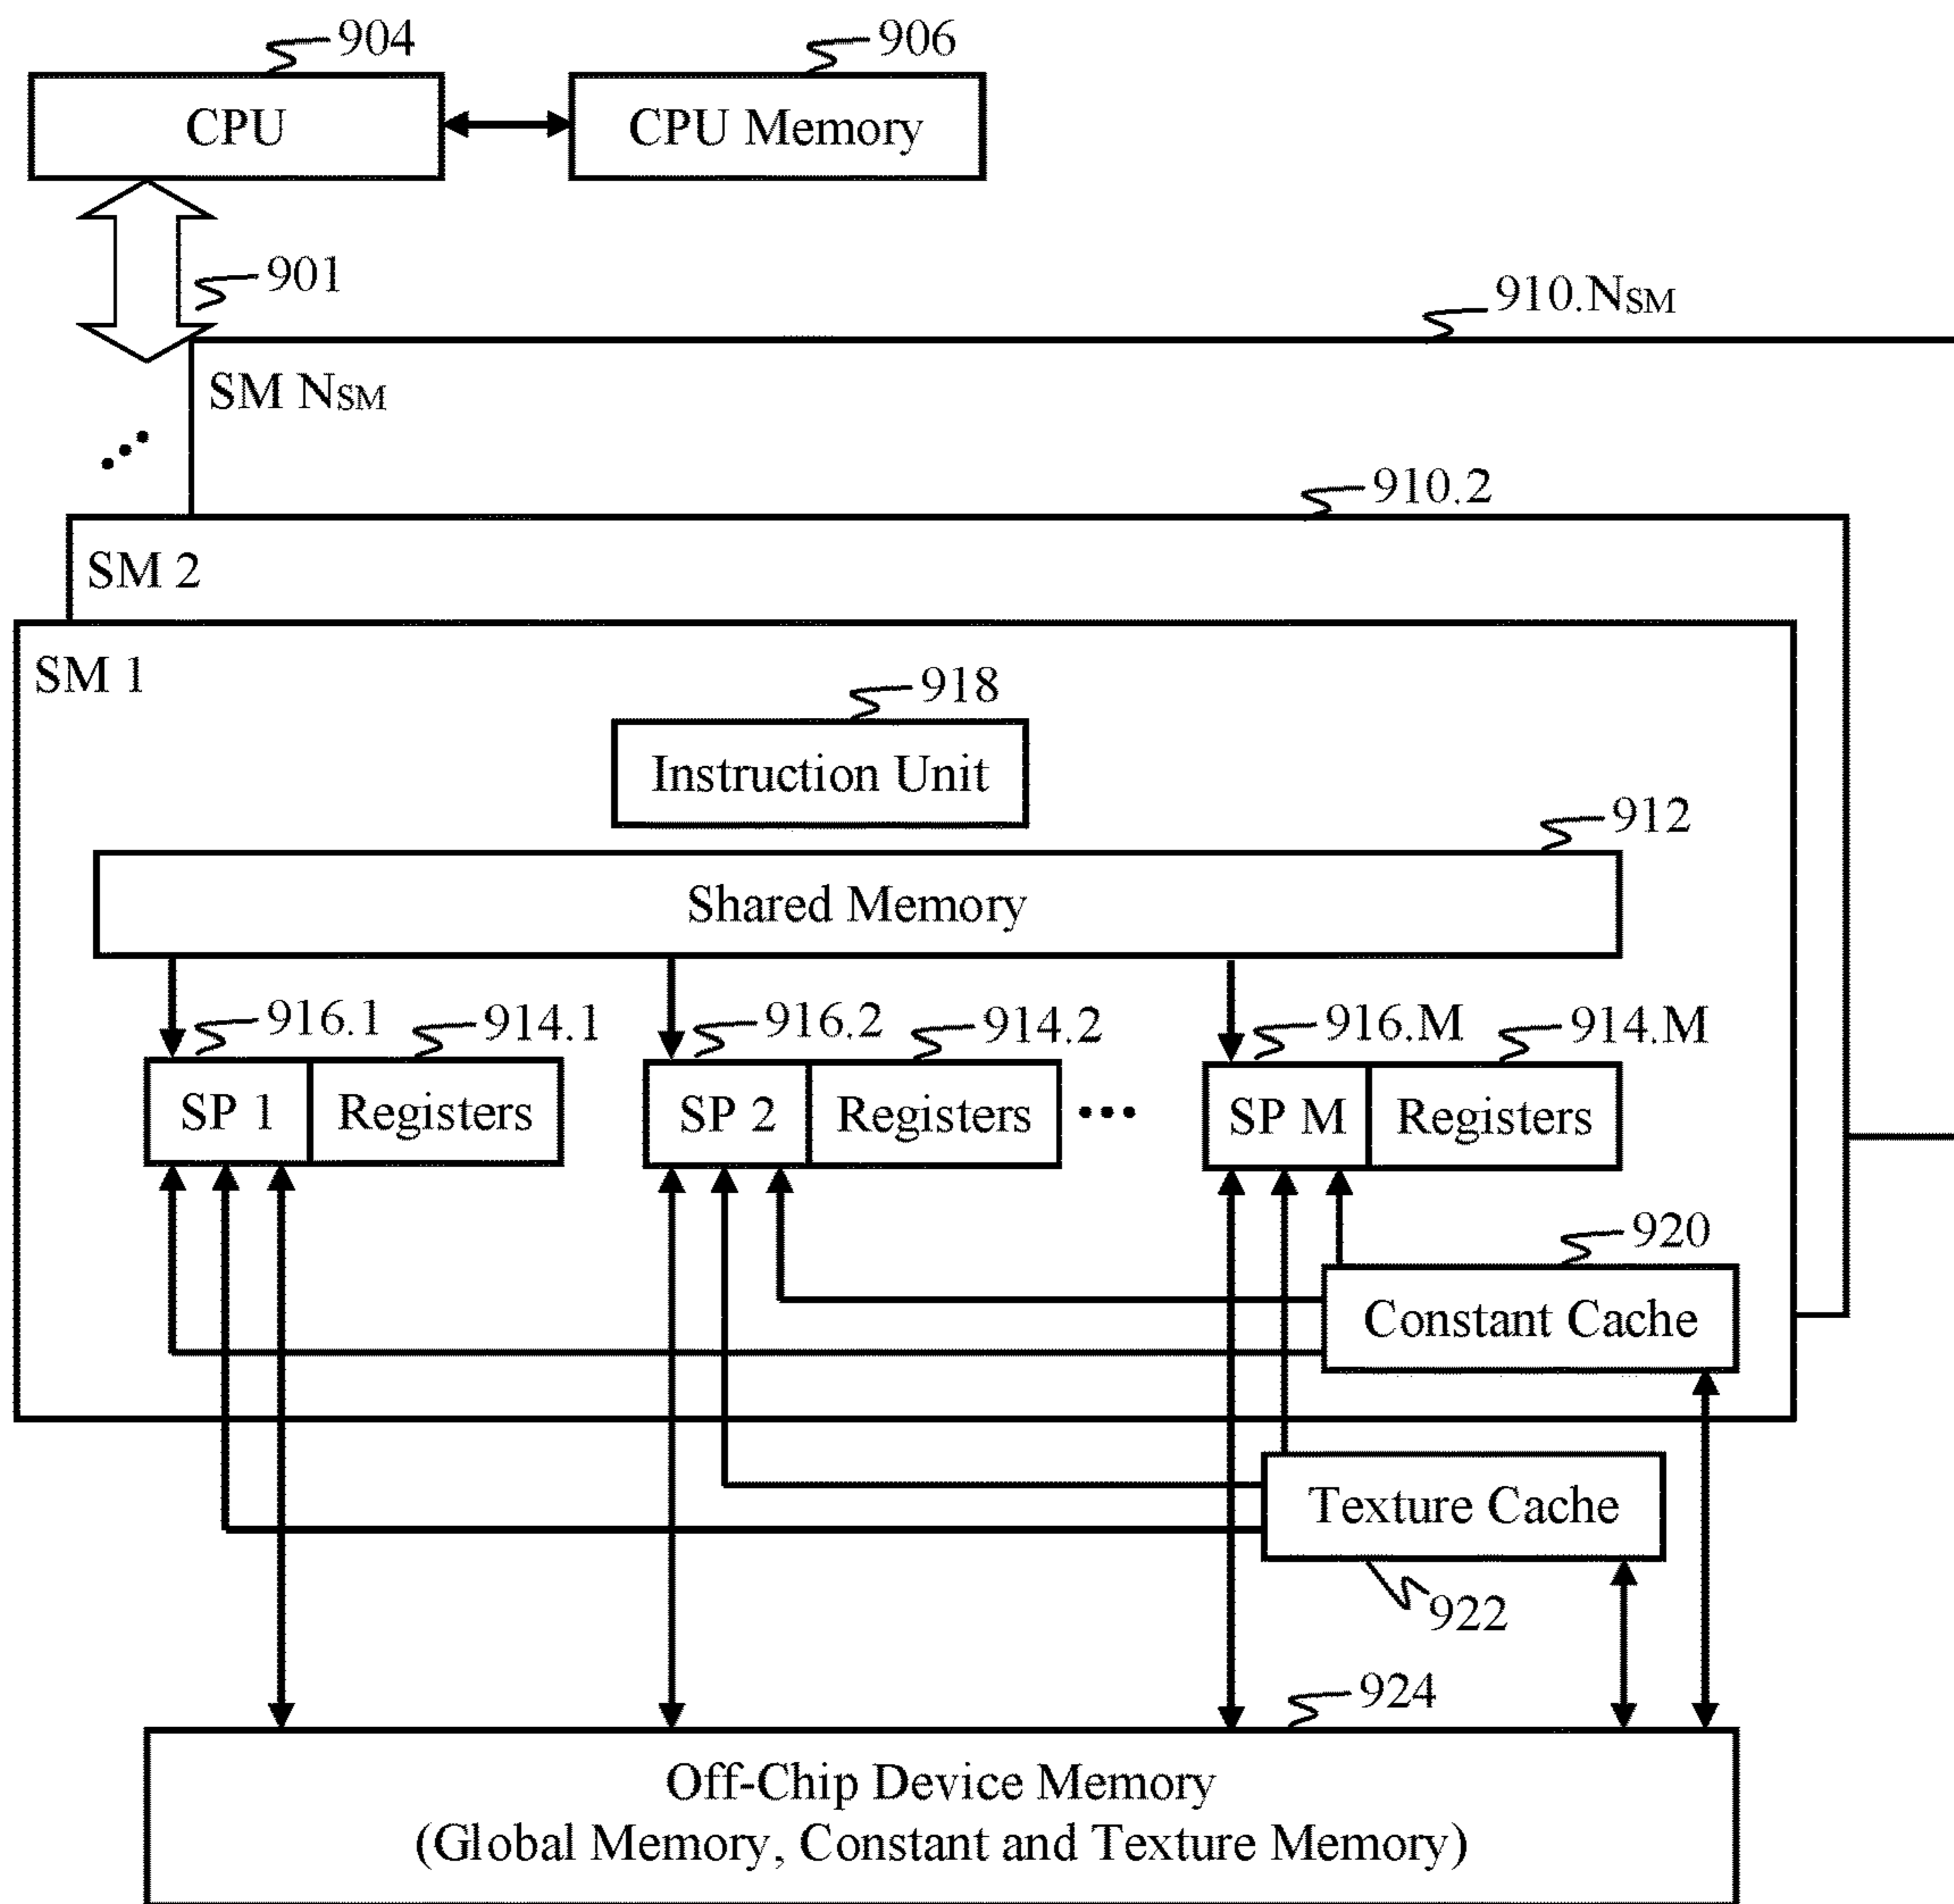 904
906
CPU
CPU Memory
901
910.NSM
SM NSM
910.2
SM 2
SM 1
918
Instruction Unit
912
Shared Memory
916.1
914.1
916.2
914.2
916.M
914.M
SP 1
Registers
SP 2
Registers
SP M
Registers
920
Constant Cache
Texture Cache
922
924
Off-Chip Device Memory
(Global Memory, Constant and Texture Memory)